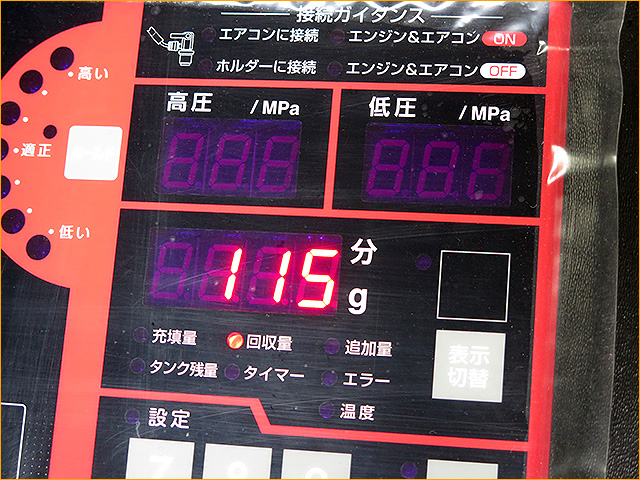 接続ガイダンス
エアコンに接続 エンジン&エアコン ON
ホルダーに接続 エンジン&エアコン OFF
高い
適正
低い
高圧 /MPa
低圧 /MPa
115 分
g
充填量 回収量 追加量
タンク残量 タイマー エラー
温度
表示
切替
設定
7 8 9